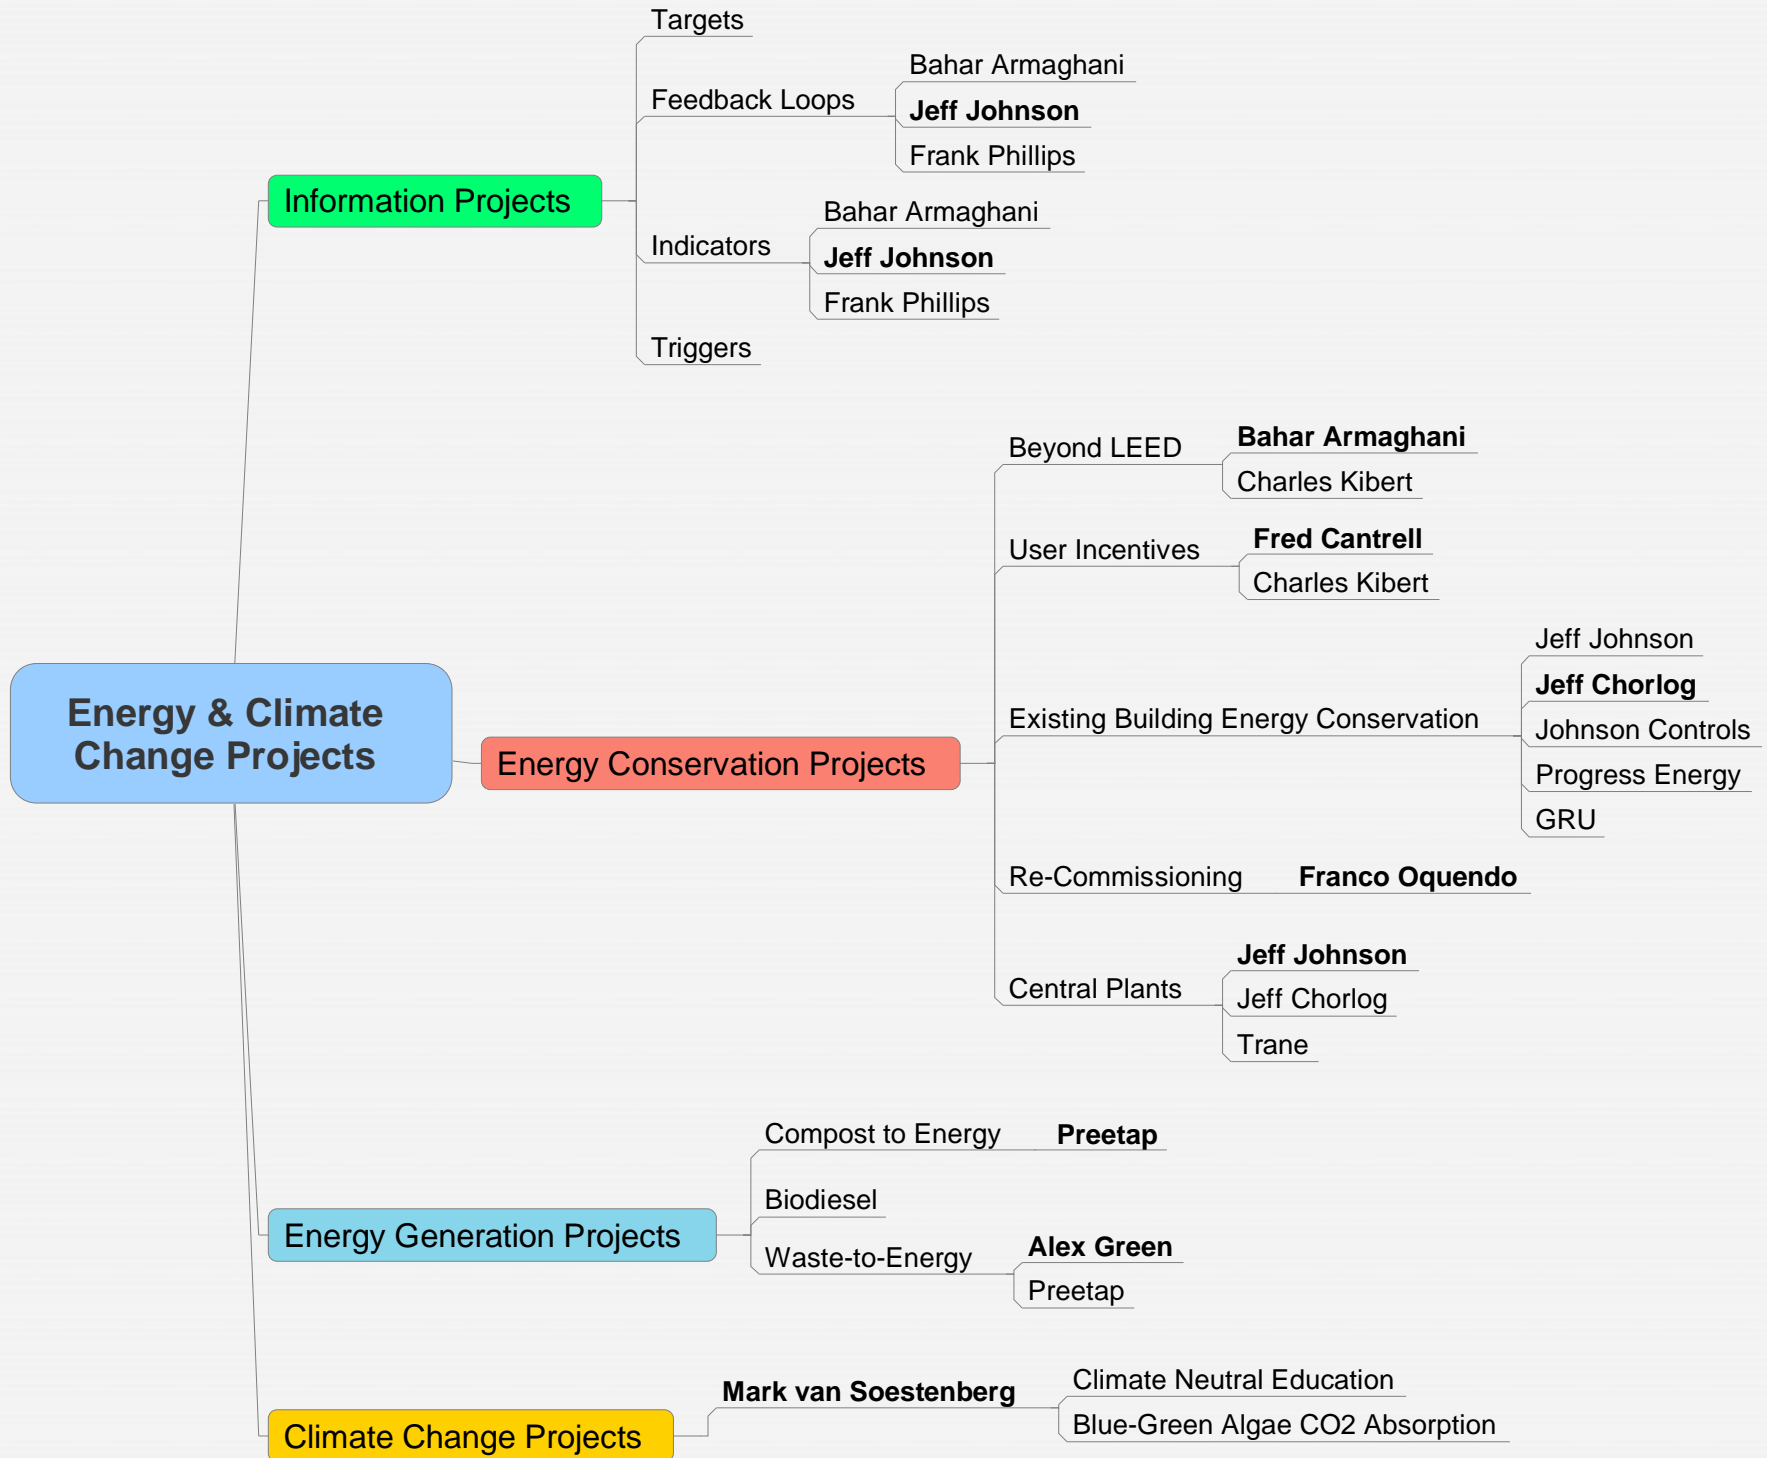 Targets
Feedback Loops
Bahar Armaghani
Jeff Johnson
Frank Phillips
Information Projects
Indicators
Bahar Armaghani
Jeff Johnson
Frank Phillips
Triggers
Energy & Climate
Change Projects
Energy Conservation Projects
Beyond LEED
Bahar Armaghani
Charles Kibert
User Incentives
Fred Cantrell
Charles Kibert
Existing Building Energy Conservation
Jeff Johnson
Jeff Chorlog
Johnson Controls
Progress Energy
GRU
Re-Commissioning
Franco Oquendo
Central Plants
Jeff Johnson
Jeff Chorlog
Trane
Energy Generation Projects
Compost to Energy
Preetap
Biodiesel
Waste-to-Energy
Alex Green
Preetap
Climate Change Projects
Mark van Soestenberg
Climate Neutral Education
Blue-Green Algae CO2 Absorption